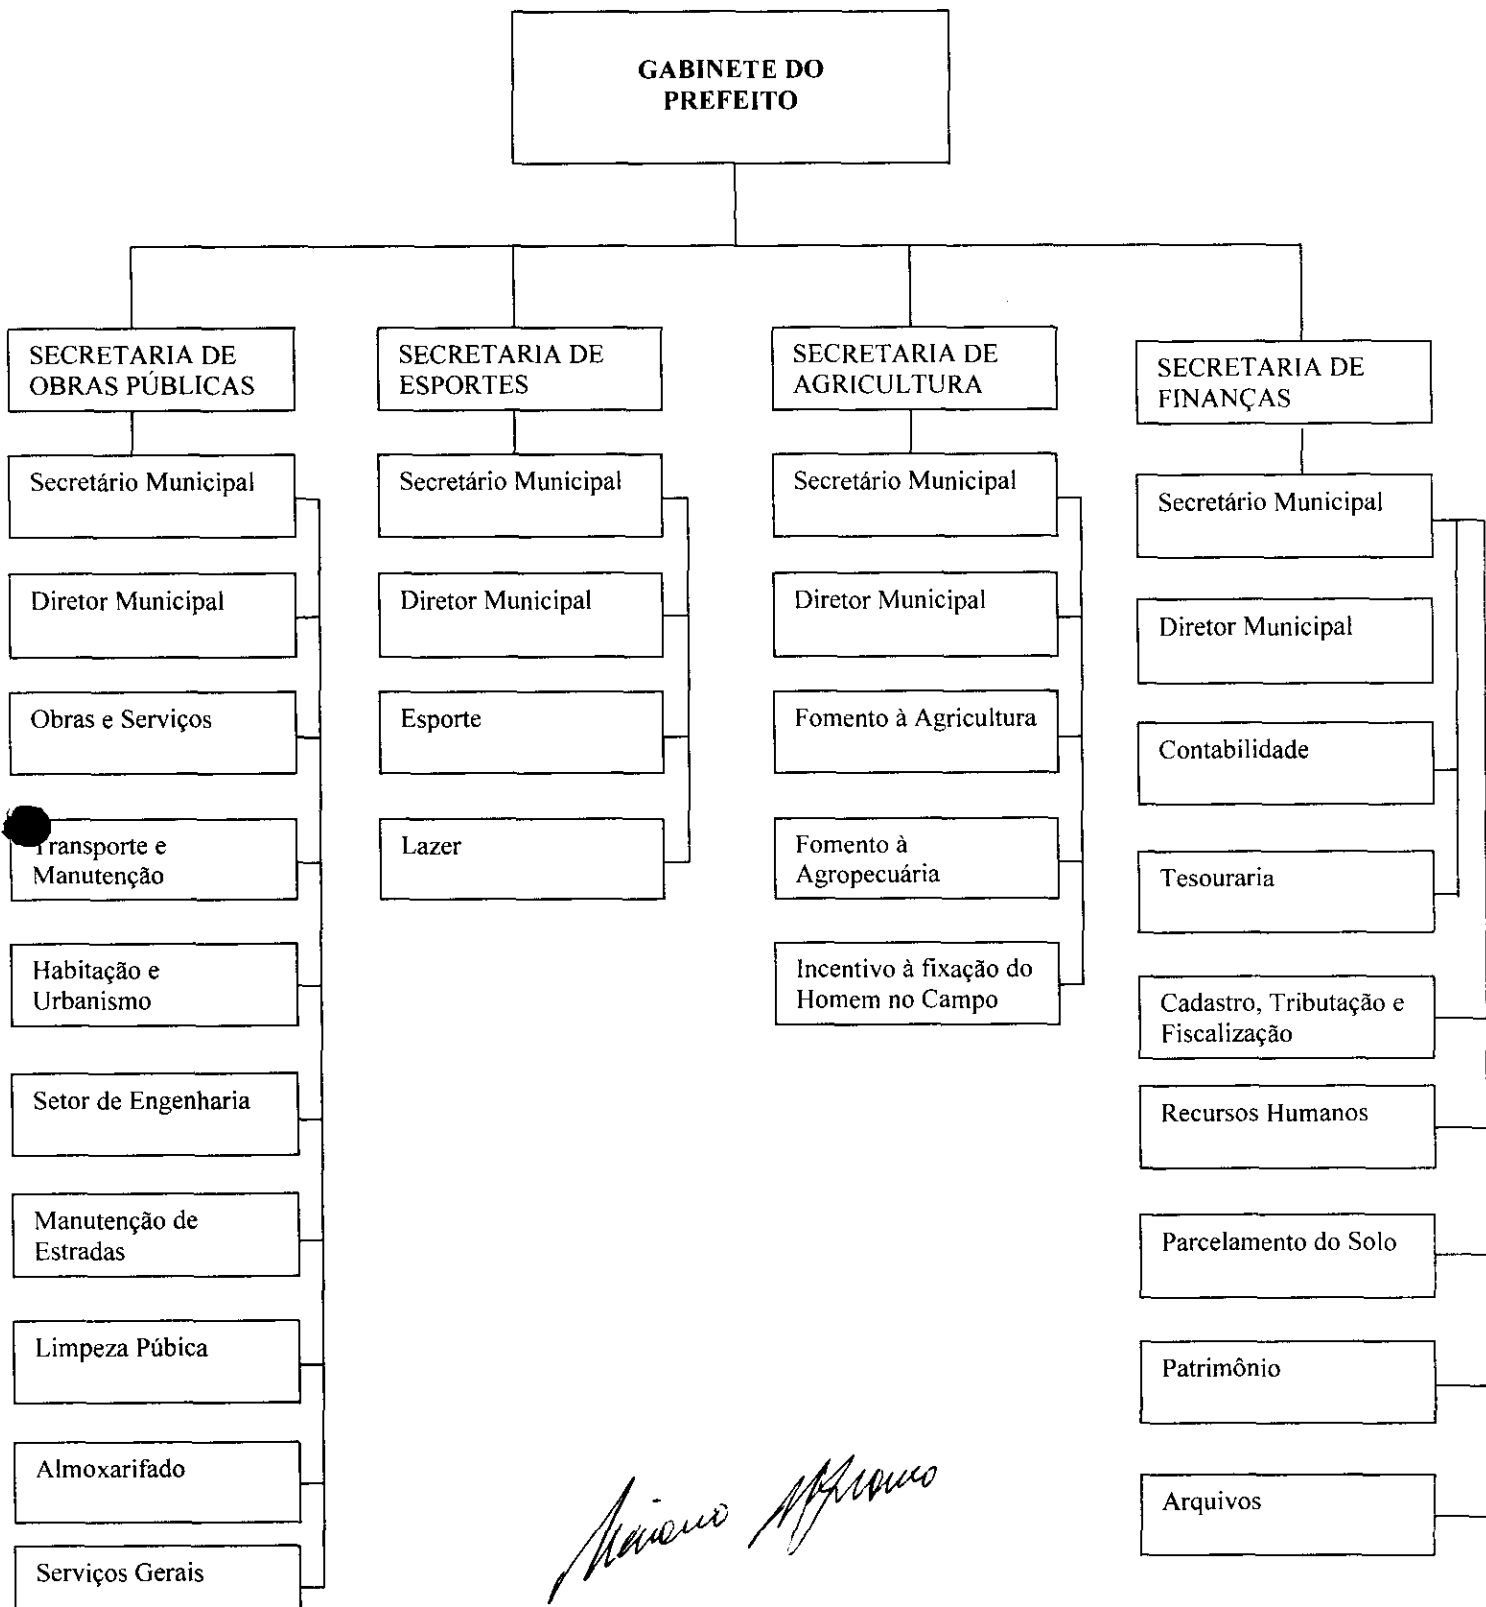 GABINETE DO
PREFEITO
SECRETARIA DE
OBRAS PÚBLICAS
Secretário Municipal
Diretor Municipal
Obras e Serviços
Transporte e
Manutenção
Habitação e
Urbanismo
Setor de Engenharia
Manutenção de
Estradas
Limpeza Púbica
Almoxarifado
Serviços Gerais
SECRETARIA DE
ESPORTES
Secretário Municipal
Diretor Municipal
Esporte
Lazer
SECRETARIA DE
AGRICULTURA
Secretário Municipal
Diretor Municipal
Fomento à Agricultura
Fomento à
Agropecuária
Incentivo à fixação do
Homem no Campo
SECRETARIA DE
FINANÇAS
Secretário Municipal
Diretor Municipal
Contabilidade
Tesouraria
Cadastro, Tributação e
Fiscalização
Recursos Humanos
Parcelamento do Solo
Patrimônio
Arquivos